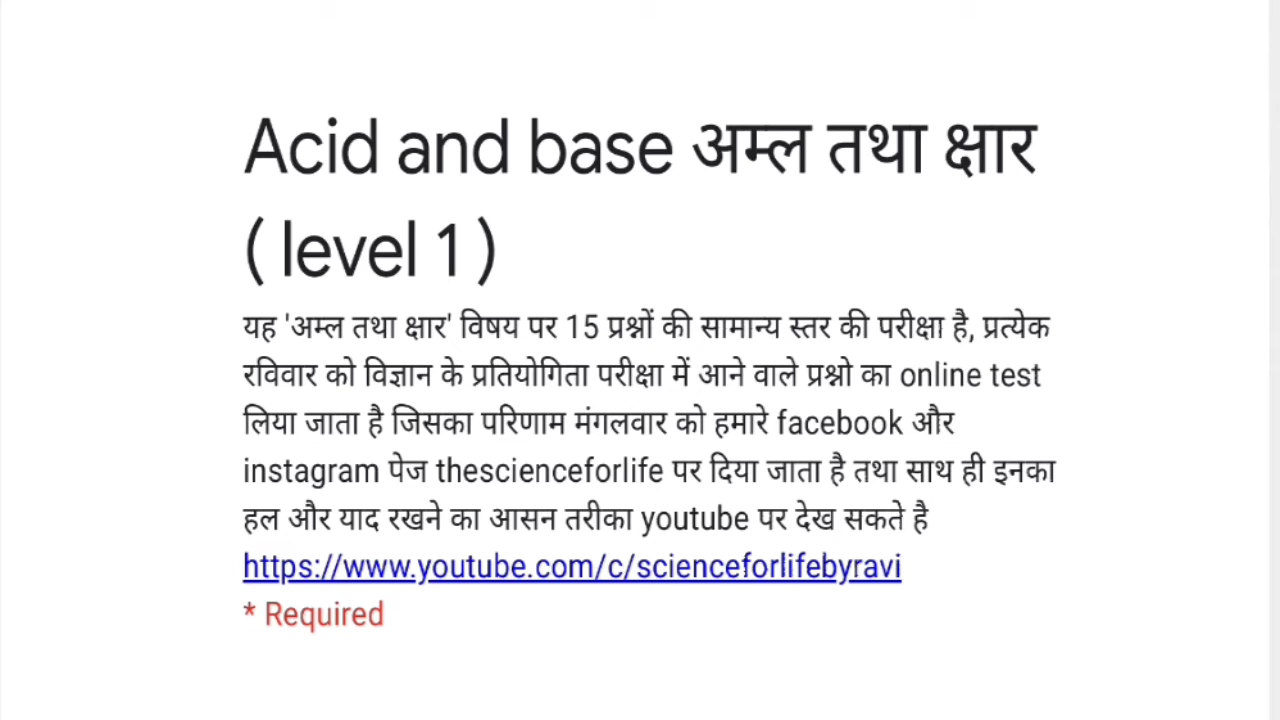 Acid and base अम्ल तथा क्षार
( level 1 )
यह 'अम्ल तथा क्षार' विषय पर 15 प्रश्नों की सामान्य स्तर की परीक्षा है, प्रत्येक
रविवार को विज्ञान के प्रतियोगिता परीक्षा में आने वाले प्रश्नो का online test
लिया जाता है जिसका परिणाम मंगलवार को हमारे facebook और
instagram पेज thescienceforlife पर दिया जाता है तथा साथ ही इनका
हल और याद रखने का आसन तरीका youtube पर देख सकते है
https://www.youtube.com/c/scienceforlifebyravi
* Required